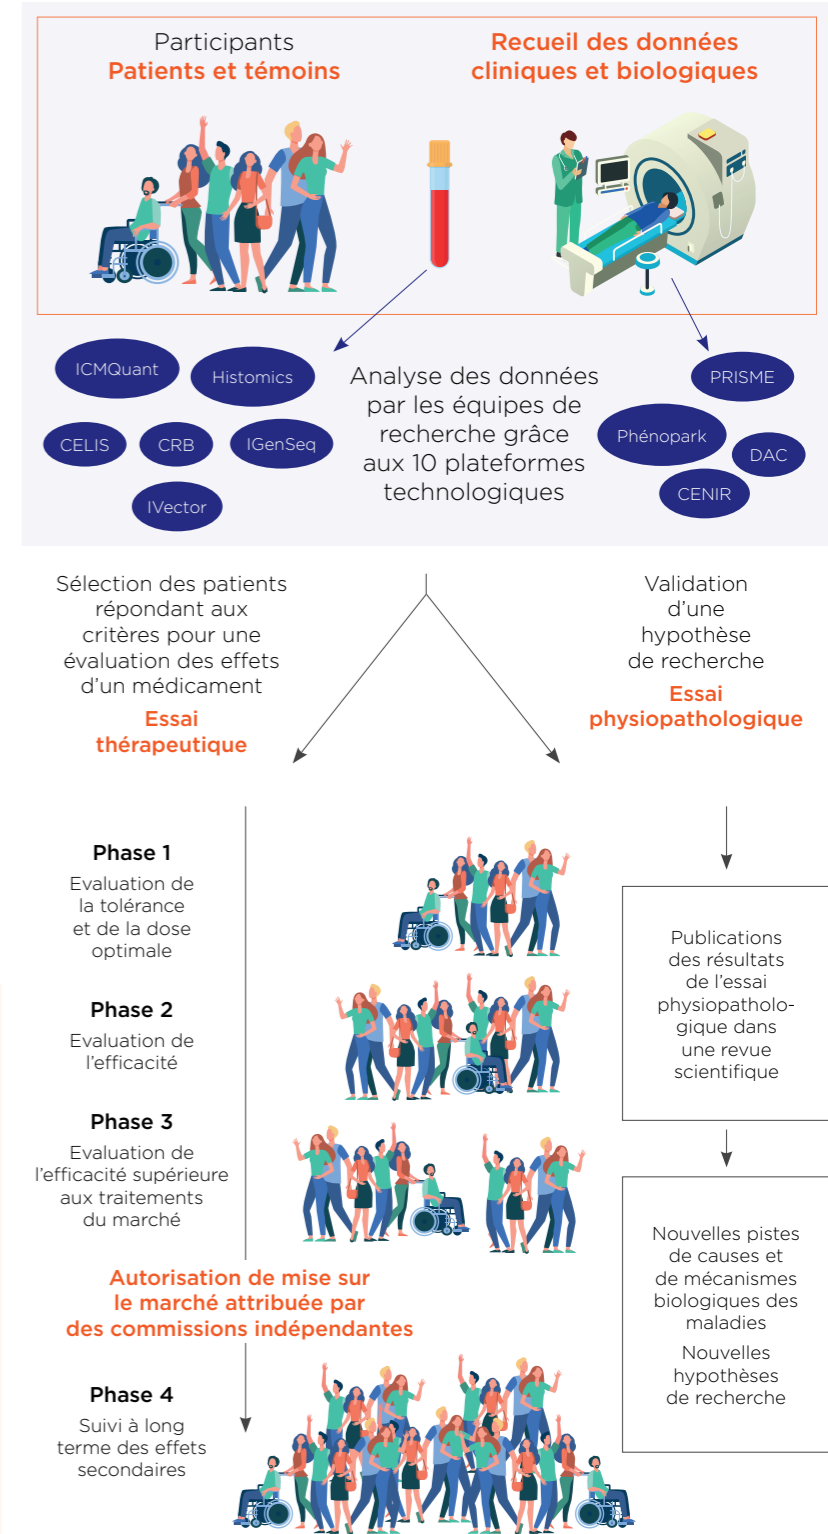 Participants
Patients et témoins
Recueil des données
cliniques et biologiques
ICMQuant
Histomics
CELIS
CRB
IGenSeq
IVector
Analyse des données
par les équipes de
recherche grâce
aux 10 plateformes
technologiques
PRISME
Phénopark
DAC
CENIR
Sélection des patients
répondant aux
critères pour une
évaluation des effets
d'un médicament
Essai
thérapeutique
Validation
d'une
hypothèse
de recherche
Essai
physiopathologique
Phase 1
Evaluation de
la tolérance
et de la dose
optimale
Phase 2
Evaluation de
l'efficacité
Phase 3
Evaluation de
l'efficacité supérieure
aux traitements
du marché
Autorisation de mise sur
le marché attribuée par
des commissions indépendantes
Phase 4
Suivi à long
terme des effets
secondaires
Publications
des résultats
de l'essai
physiopatholo-
gique dans
une revue
scientifique
Nouvelles pistes
de causes et
de mécanismes
biologiques des
maladies
Nouvelles
hypothèses
de recherche